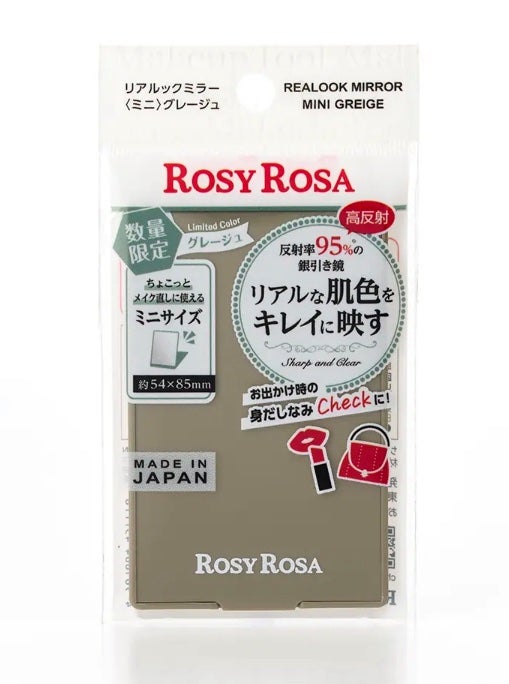 リアルックミラー
〈ミニ〉グレージュ
REALOOK MIRROR
MINI GREIGE
ROSY ROSA
数量
限定
Limited Color
グレージュ
高反射
反射率95%*の
銀引き鏡
リアルな肌色を
キレイに映す
Sharp and Clear
ちょこっと
メイク直しに使える
ミニサイズ
約54×85mm
お出かけ時の
身だしなみCheckに!
MADE IN
JAPAN
ROSY ROSA